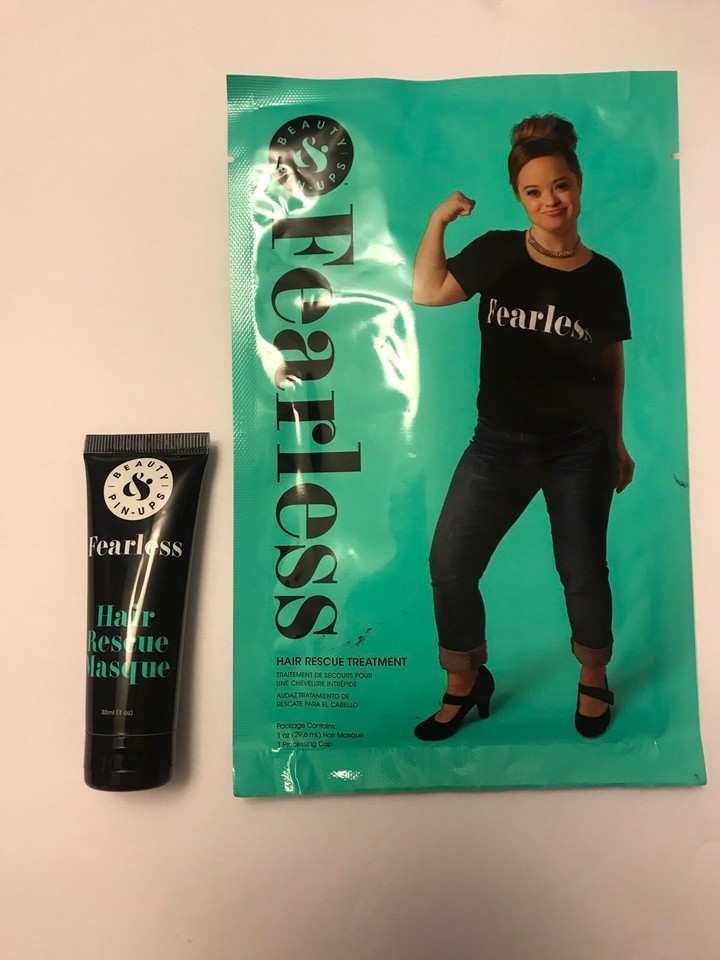 BEAUTY
&
PIN-UPS
Fearless
Hair
Rescue
Masque
30ml (1 oz)
BEAUTY
&
PIN-UPS
Fearless
Fearless
HAIR RESCUE TREATMENT
TRAITEMENT DE SECOURS POUR
UNE CHEVELURE INTRÉPIDE
AUDAZ TRATAMIENTO DE
RESCATE PARA EL CABELLO
Package Contains:
1 oz (29.6 mL) Hair Masque
1 Processing Cap